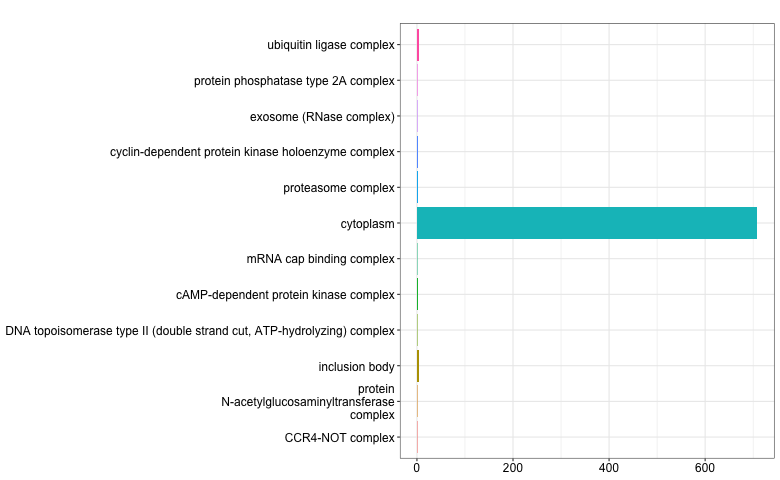 ubiquitin ligase complex
protein phosphatase type 2A complex
exosome (RNase complex)
cyclin-dependent protein kinase holoenzyme complex
proteasome complex
cytoplasm
mRNA cap binding complex
cAMP-dependent protein kinase complex
DNA topoisomerase type II (double strand cut, ATP-hydrolyzing) complex
inclusion body
protein
N-acetylglucosaminyltransferase
complex
CCR4-NOT complex
0 200 400 600